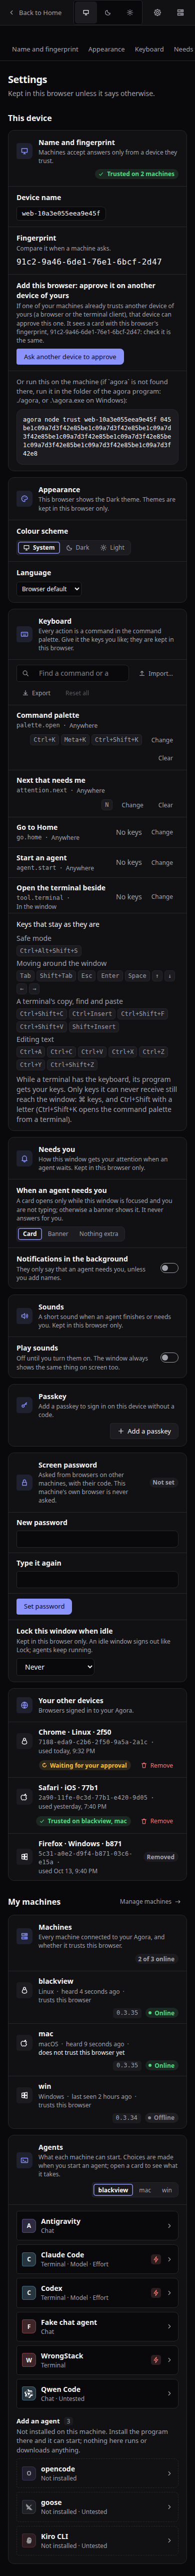 Back to Home
Name and fingerprint Appearance Keyboard Needs
Settings
Kept in this browser unless it says otherwise.
This device
Name and fingerprint
Machines accept answers only from a device they
trust.
Trusted on 2 machines
Device name
web-10a3e055eea9e45f
Fingerprint
Compare it when a machine asks.
91c2-9a46-6de1-76e1-6bcf-2d47
Add this browser: approve it on another
device of yours
If one of your machines already trusts another device of
yours (a browser or the terminal client), that device can
approve this one. It sees a card with this browser's
fingerprint, 91c2-9a46-6de1-76e1-6bcf-2d47: check it is
the same.
Ask another device to approve
Or run this on the machine (if `agora` is not found
there, run it in the folder of the agora program:
./agora, or .\agora.exe on Windows):
Appearance
This browser shows the Dark theme. Themes are
kept in this browser only.
Colour scheme
System Dark Light
Language
Browser default
Keyboard
Every action is a command in the command
palette. Give it the keys you like; they are kept in
this browser.
Find a command or a
Import...
Export Reset all
Command palette
palette.open · Anywhere
Ctrl+K Meta+K Ctrl+Shift+K Change
Clear
Next that needs me
attention.next · Anywhere
N Change Clear
Go to Home
go.home · Anywhere
No keys Change
Start an agent
agent.start · Anywhere
No keys Change
Open the terminal beside
tool.terminal ·
In the window
No keys Change
Keys that stay as they are
Safe mode
Ctrl+Alt+Shift+S
Moving around the window
Tab Shift+Tab Esc Enter Space ↑ ↓
← →
A terminal's copy, find and paste
Ctrl+Shift+C Ctrl+Insert Ctrl+Shift+F
Ctrl+Shift+V Shift+Insert
Editing text
Ctrl+A Ctrl+C Ctrl+V Ctrl+X Ctrl+Z
Ctrl+Y Ctrl+Shift+Z
While a terminal has the keyboard, its program
gets your keys. Only keys it can never receive still
reach the window: ⌘ keys, and Ctrl+Shift with a
letter (Ctrl+Shift+K opens the command palette
from a terminal).
Needs you
How this window gets your attention when an
agent waits. Kept in this browser only.
When an agent needs you
A card opens only while this window is focused and you
are not typing; otherwise a banner shows it. It never
answers for you.
Card Banner Nothing extra
Notifications in the background
They only say that an agent needs you, unless
you add names.
Sounds
A short sound when an agent finishes or needs
you. Kept in this browser only.
Play sounds
Off until you turn them on. The window always
shows the same thing on screen too.
Passkey
Add a passkey to sign in on this device without a
code.
Add a passkey
Screen password
Asked from browsers on other
machines, with their code. This
machine's own browser is never
asked.
Not set
New password
Type it again
Set password
Lock this window when idle
Kept in this browser only. An idle window signs out like
Lock; agents keep running.
Never
Your other devices
Browsers signed in to your Agora.
Chrome · Linux · 2f50
7188-eda9-c2b6-2f50-9a5a-2a1c ·
used today, 9:32 PM
Waiting for your approval Remove
Safari · iOS · 77b1
2a90-11fe-0c3d-77b1-e420-9d05 ·
used yesterday, 7:40 PM
Trusted on blackview, mac Remove
Firefox · Windows · b871
5c31-a0e2-d9f4-b871-03c6-
e15a ·
used Oct 13, 9:40 PM
Removed
My machines
Manage machines →
Machines
Every machine connected to your Agora, and
whether it trusts this browser.
2 of 3 online
blackview
Linux · heard 4 seconds ago ·
trusts this browser
0.3.35 Online
mac
macOS · heard 9 seconds ago ·
does not trust this browser yet
0.3.35 Online
win
Windows · last seen 2 hours ago ·
trusts this browser
0.3.34 Offline
Agents
What each machine can start. Choices are made
when you start an agent; open a card to see what
it takes.
blackview mac win
A Antigravity
Chat
C Claude Code
Terminal · Model · Effort
C Codex
Terminal · Model · Effort
F Fake chat agent
Chat
W WrongStack
Terminal
Qwen Code
Chat · Untested
Add an agent 3
Not installed on this machine. Install the program
there and it can start; nothing here runs or
downloads anything.
O opencode
Not installed
goose
Not installed · Untested
Kiro CLI
Not installed · Untested